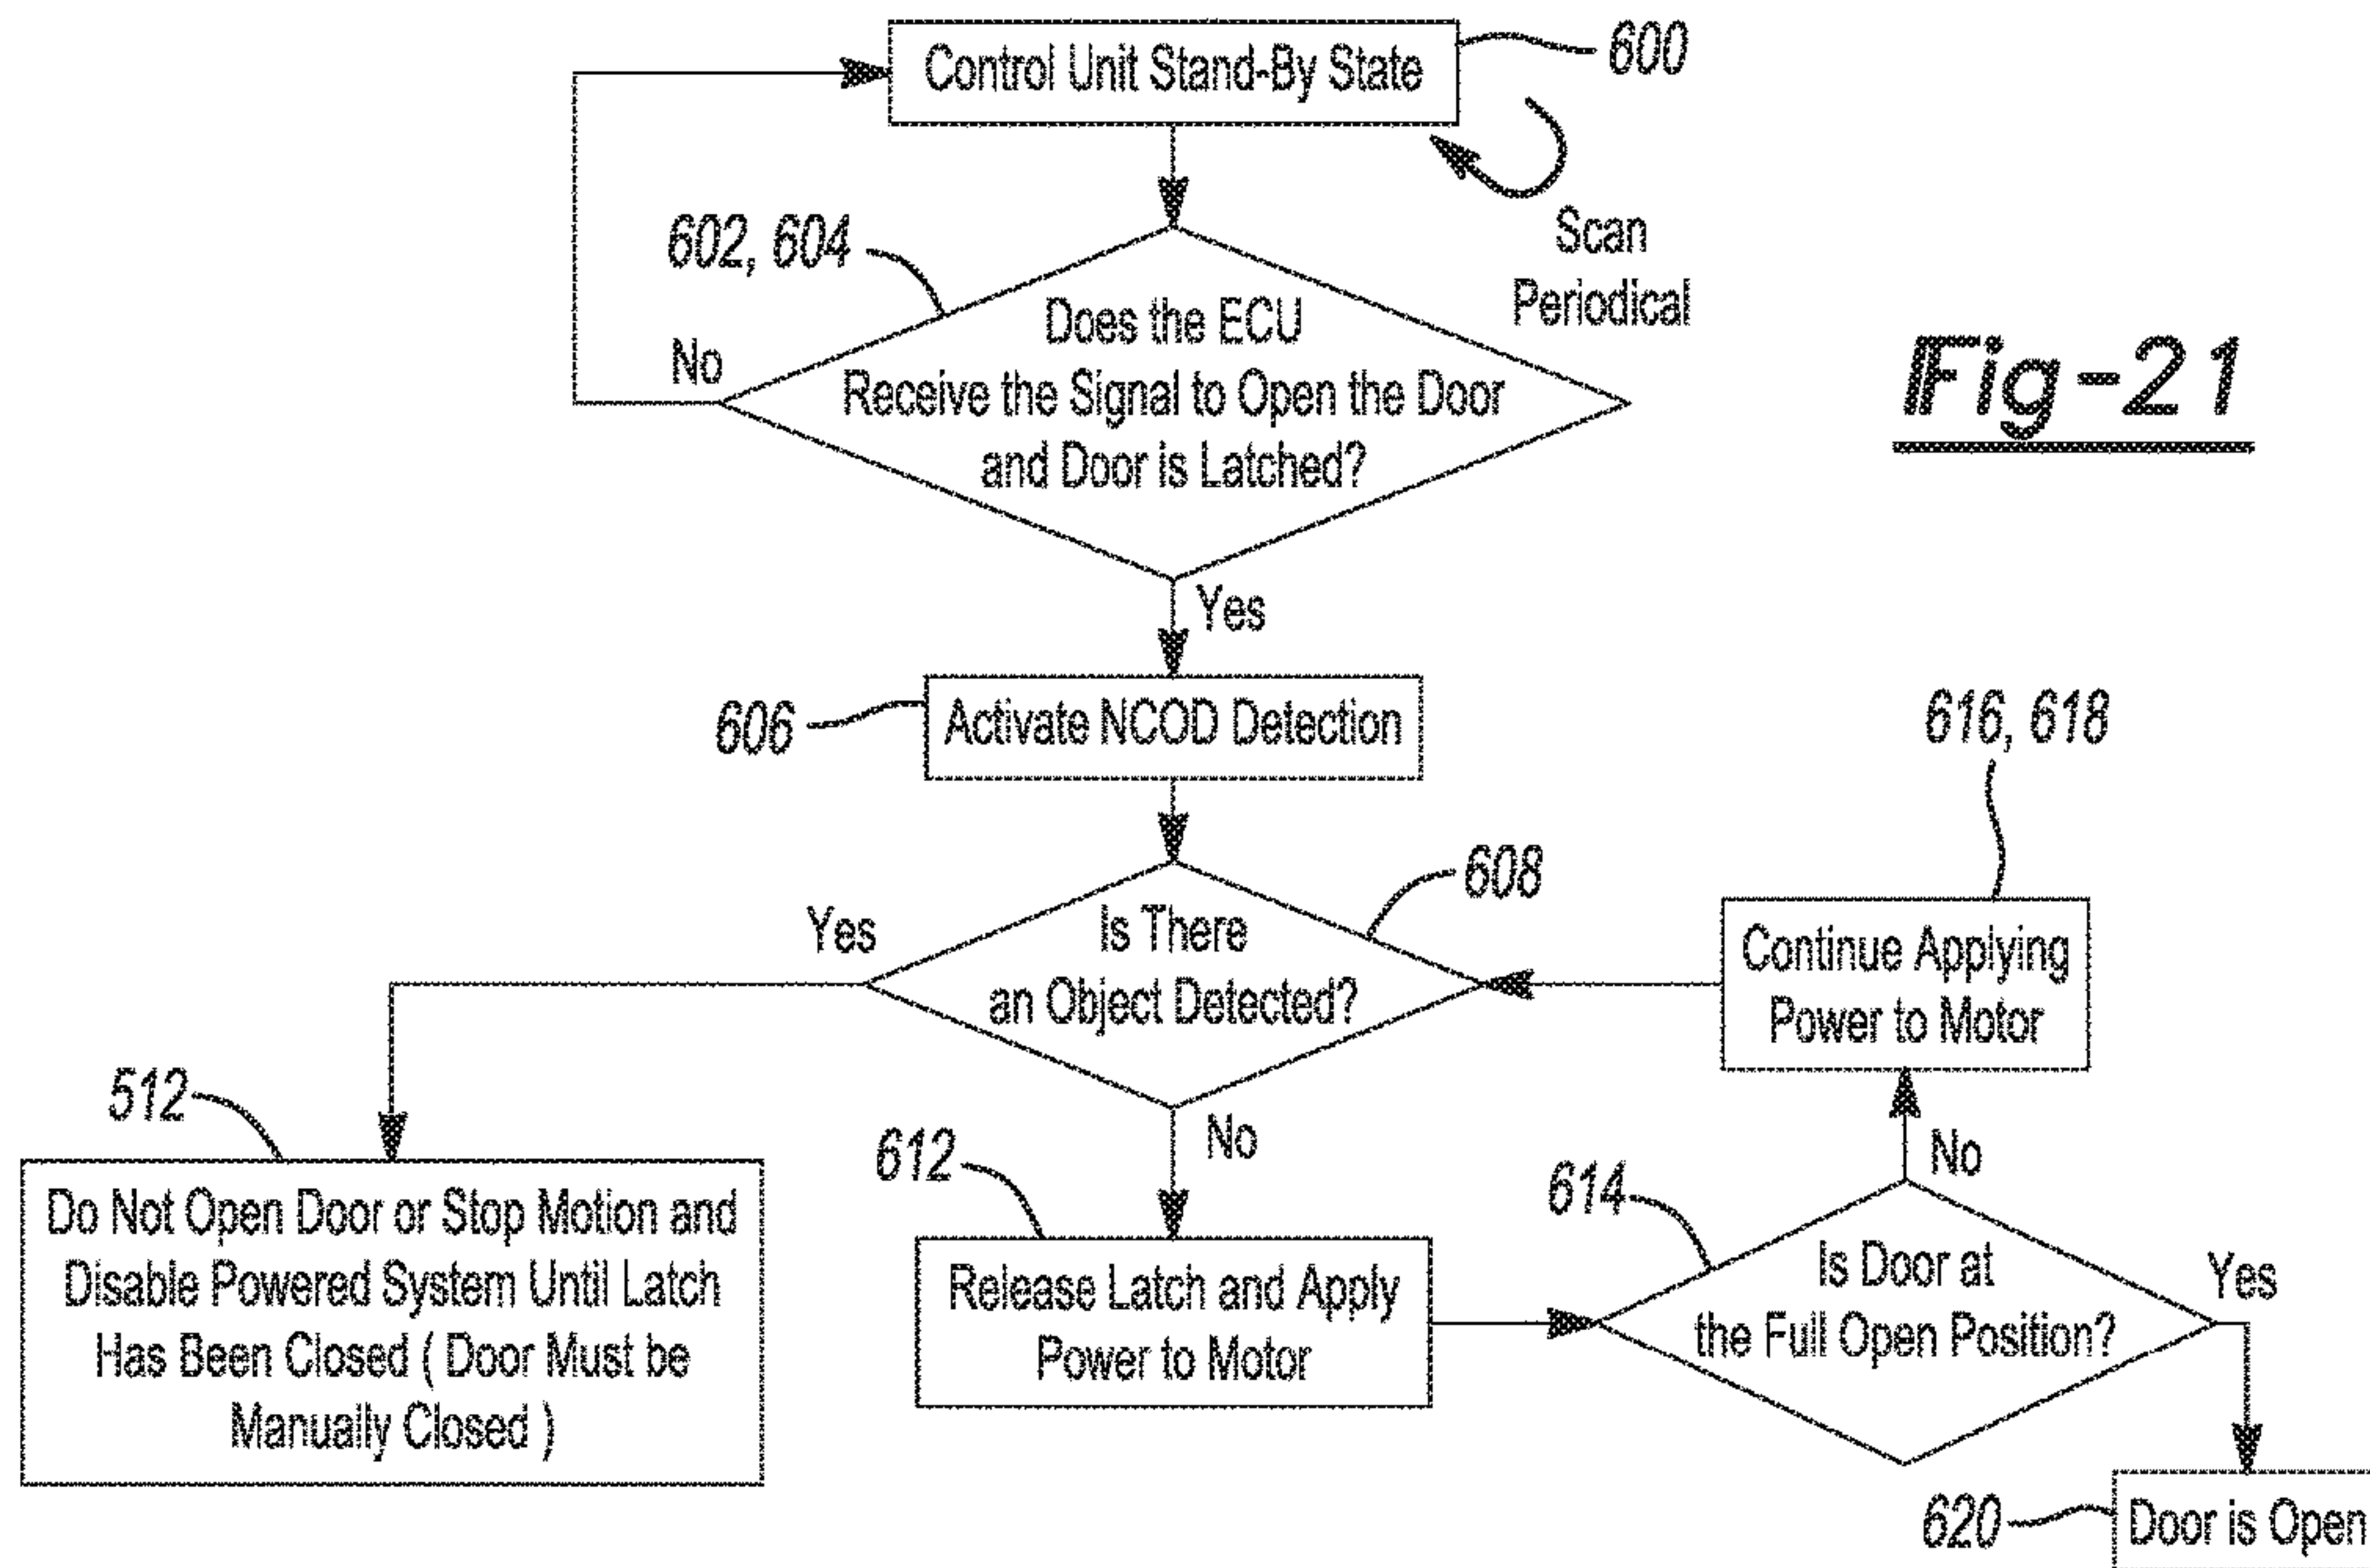 Control Unit Stand-By State
600
Scan
Periodical
602, 604
Does the ECU
Receive the Signal to Open the Door
and Door is Latched?
No
Fig-21
Yes
606
Activate NCOD Detection
616, 618
608
Is There
an Object Detected?
Yes
Continue Applying
Power to Motor
512
Do Not Open Door or Stop Motion and
Disable Powered System Until Latch
Has Been Closed ( Door Must be
Manually Closed )
No
612
Release Latch and Apply
Power to Motor
614
No
Is Door at
the Full Open Position?
Yes
620
Door is Open